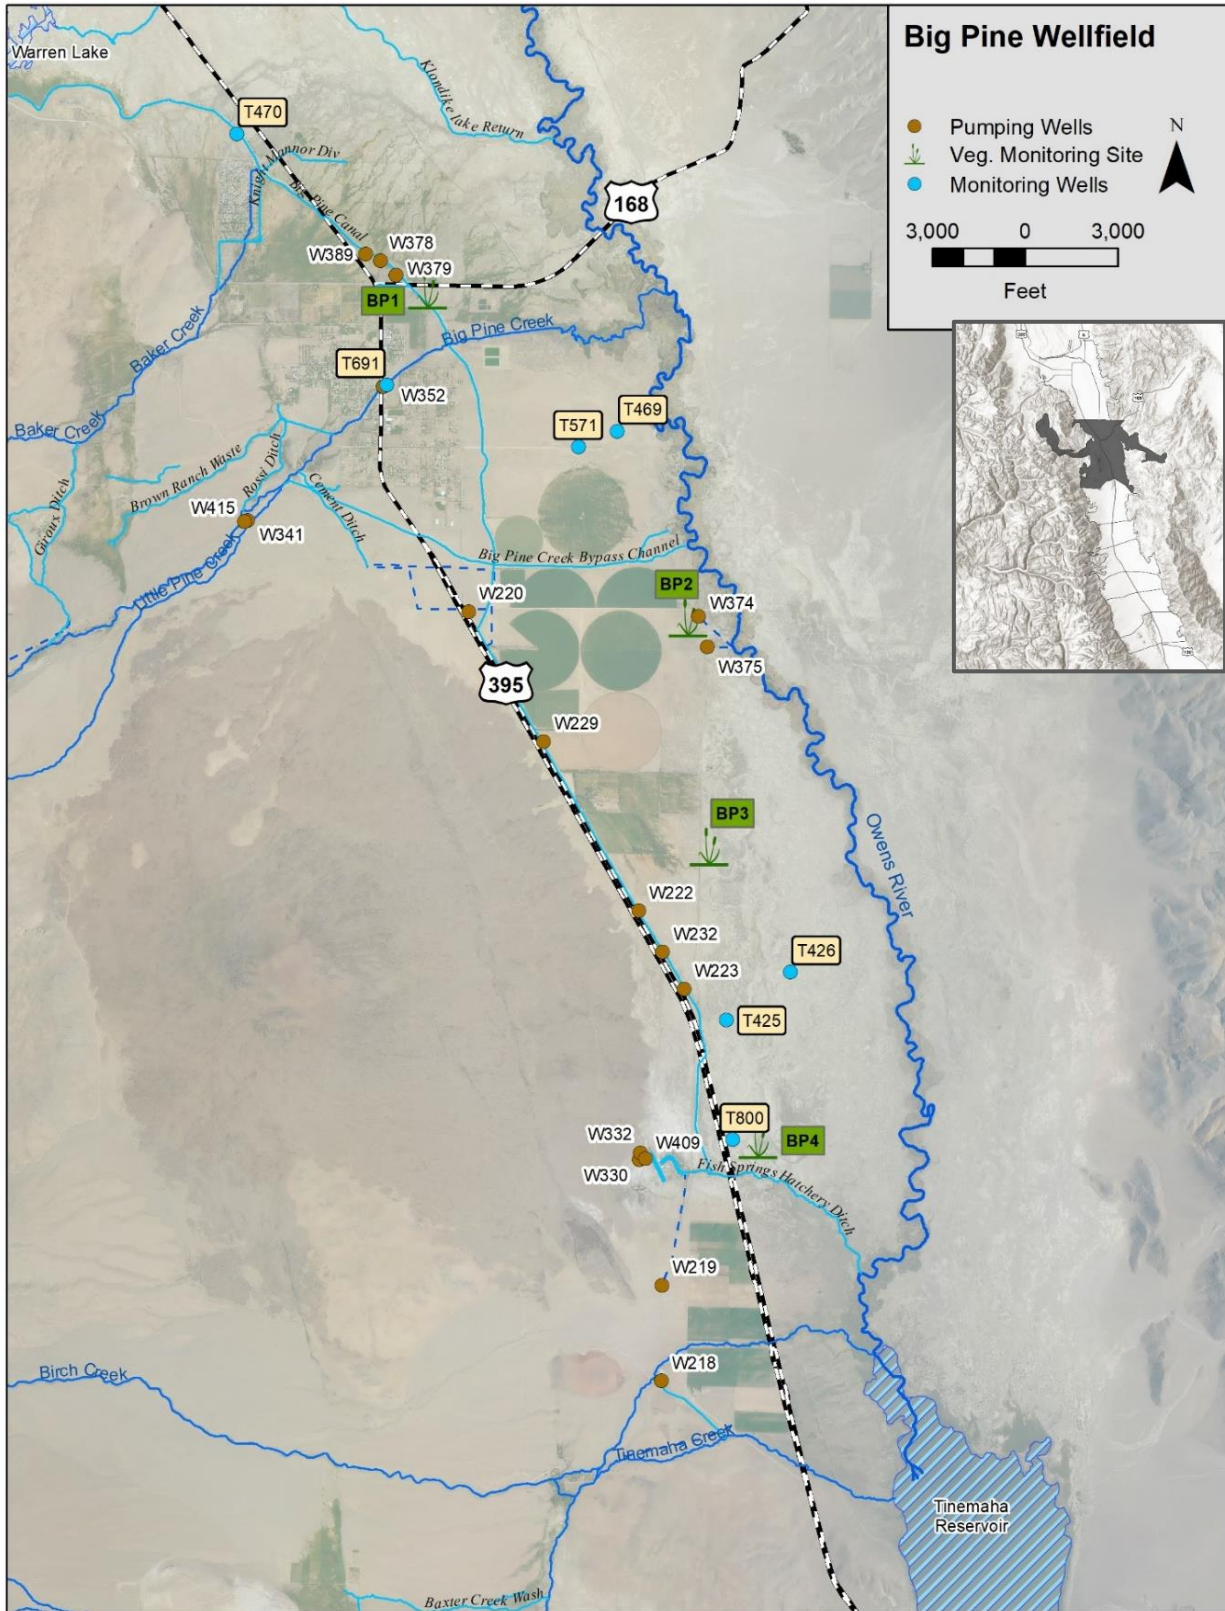 Big Pine Wellfield
Pumping Wells
Veg. Monitoring Site
Monitoring Wells
N
3,000
0
3,000
Feet
Warren Lake
T470
Klondike lake Return
Knight Mannor Div
Big Pine Canal
168
W378
W389
W379
BP1
Big Pine Creek
Baker Creek
T691
W352
T469
T571
Baker Creek
Brown Ranch Waste
Rossi Ditch
Giroux Ditch
Cement Ditch
W415
W341
Big Pine Creek Bypass Channel
Little Pine Creek
BP2
W374
W220
W375
395
W229
BP3
Owens River
W222
W232
T426
W223
T425
T800
W332
W409
BP4
W330
Fish Springs Hatchery Ditch
W219
Birch Creek
W218
Tinemaha Creek
Tinemaha
Reservoir
Baxter Creek Wash